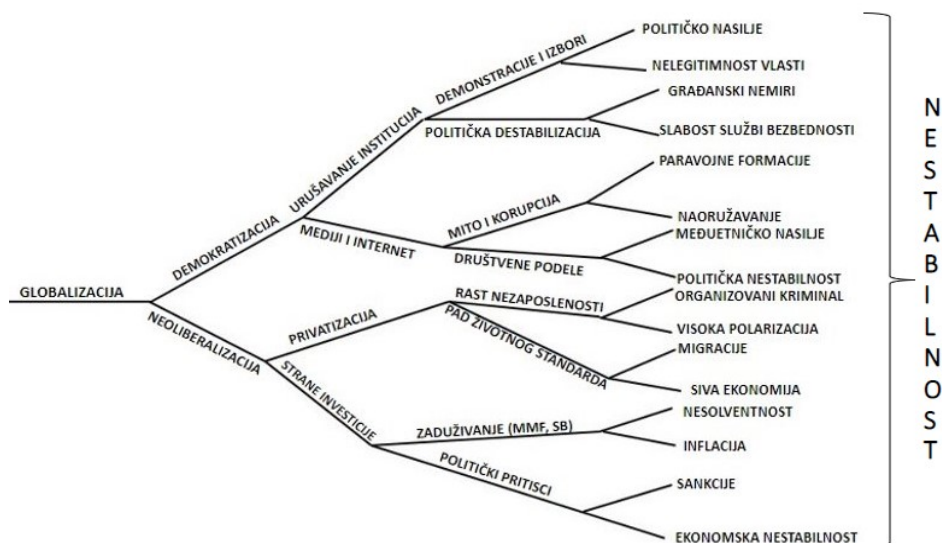 GLOBALIZACIJA
DEMOKRATIZACIJA
NEOLIBERALIZACIJA
URUŠAVANJE INSTITUCIJA
MEDIJI I INTERNET
PRIVATIZACIJA
STRANE INVESTICIJE
DEMONSTRACIJE I IZBORI
POLITIČKA DESTABILIZACIJA
MITO I KORUPCIJA
DRUŠTVENE PODELE
RAST NEZAPOSLENOSTI
PAD ŽIVOTNOG STANDARDA
ZADUŽIVANJE (MMF, SB)
POLITIČKI PRITISCI
POLITIČKO NASILJE
NELEGITIMNOST VLASTI
GRAĐANSKI NEMIRI
SLABOST SLUŽBI BEZBEDNOSTI
PARAVOJNE FORMACIJE
NAORUŽAVANJE
MEĐUETNIČKO NASILJE
POLITIČKA NESTABILNOST
ORGANIZOVANI KRIMINAL
VISOKA POLARIZACIJA
MIGRACIJE
SIVA EKONOMIJA
NESOLVENTNOST
INFLACIJA
SANKCIJE
EKONOMSKA NESTABILNOST
NESTABILNOST